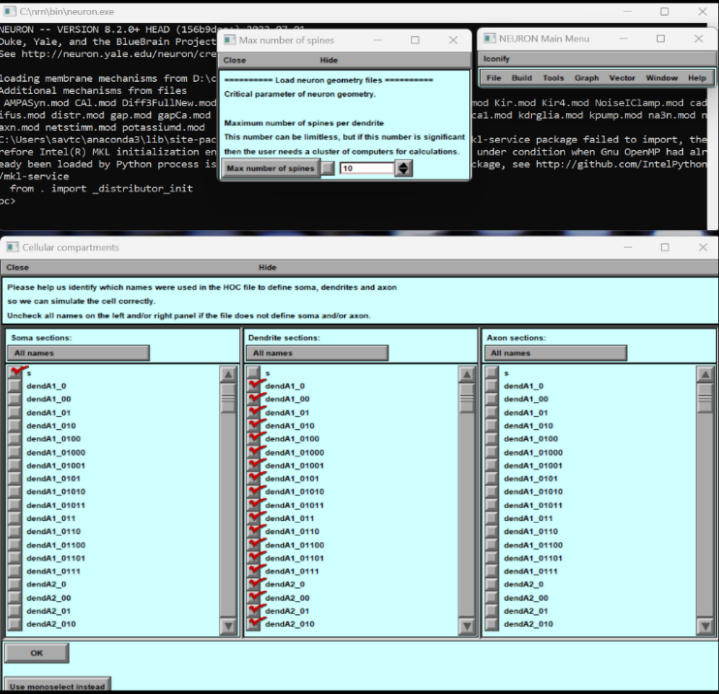 C:\nrn\bin\neuron.exe
NEURON -- VERSION 8.2.0+ HEAD (156b9de
Duke, Yale, and the BlueBrain Project
See http://neuron.yale.edu/neuron/cre
loading membrane mechanisms from D:\c
Additional mechanisms from files
AMPASyn.mod CAl.mod Diff3FullNew.mod
mod Kir.mod Kir4.mod NoiseIClamp.mod cad
ifus.mod distr.mod gap.mod gapCa.mod
cal.mod kdrglia.mod kpump.mod na3n.mod n
axn.mod netstimm.mod potassiumd.mod
C:\Users\savtc\anaconda3\lib\site-pac
kl-service package failed to import, the
refore Intel(R) MKL initialization en
under condition when Gnu OpenMP had alr
eady been loaded by Python process is
ckage, see http://github.com/IntelPython
/mkl-service
from . import _distributor_init
oc>
Max number of spines
Close
Hide
=========== Load neuron geometry files ===========
Critical parameter of neuron geometry.
Maximum number of spines per dendrite
This number can be limitless, but if this number is significant
then the user needs a cluster of computers for calculations.
Max number of spines
10
NEURON Main Menu
Iconify
File Build Tools Graph Vector Window Help
Cellular compartments
Close
Hide
Please help us identify which names were used in the HOC file to define soma, dendrites and axon
so we can simulate the cell correctly.
Uncheck all names on the left and/or right panel if the file does not define soma and/or axon.
Soma sections:
All names
s
dendA1_0
dendA1_00
dendA1_01
dendA1_010
dendA1_0100
dendA1_01000
dendA1_01001
dendA1_0101
dendA1_01010
dendA1_01011
dendA1_011
dendA1_0110
dendA1_01100
dendA1_01101
dendA1_0111
dendA2_0
dendA2_00
dendA2_01
dendA2_010
Dendrite sections:
All names
s
dendA1_0
dendA1_00
dendA1_01
dendA1_010
dendA1_0100
dendA1_01000
dendA1_01001
dendA1_0101
dendA1_01010
dendA1_01011
dendA1_011
dendA1_0110
dendA1_01100
dendA1_01101
dendA1_0111
dendA2_0
dendA2_00
dendA2_01
dendA2_010
Axon sections:
All names
s
dendA1_0
dendA1_00
dendA1_01
dendA1_010
dendA1_0100
dendA1_01000
dendA1_01001
dendA1_0101
dendA1_01010
dendA1_01011
dendA1_011
dendA1_0110
dendA1_01100
dendA1_01101
dendA1_0111
dendA2_0
dendA2_00
dendA2_01
dendA2_010
OK
Use monoselect instead